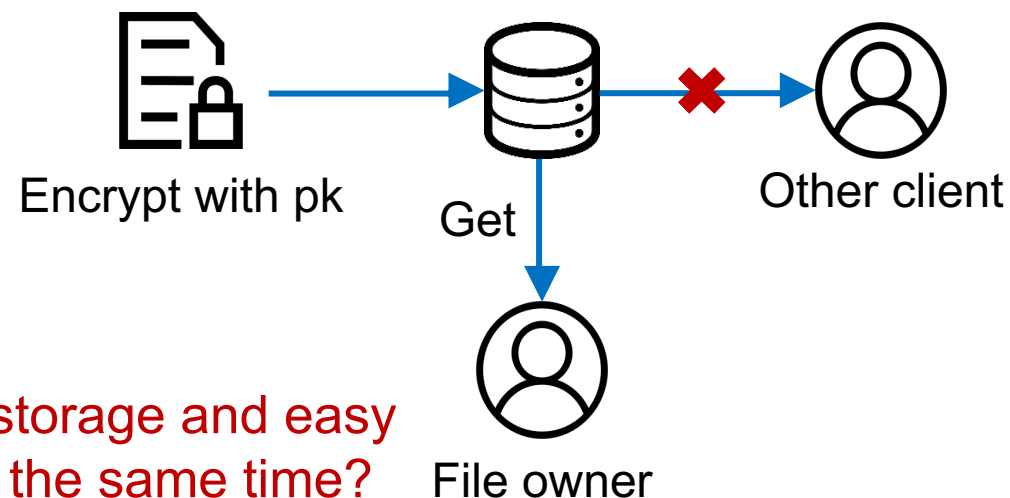 Encrypt with pk
Other client
Get
storage and easy
the same time?
File owner